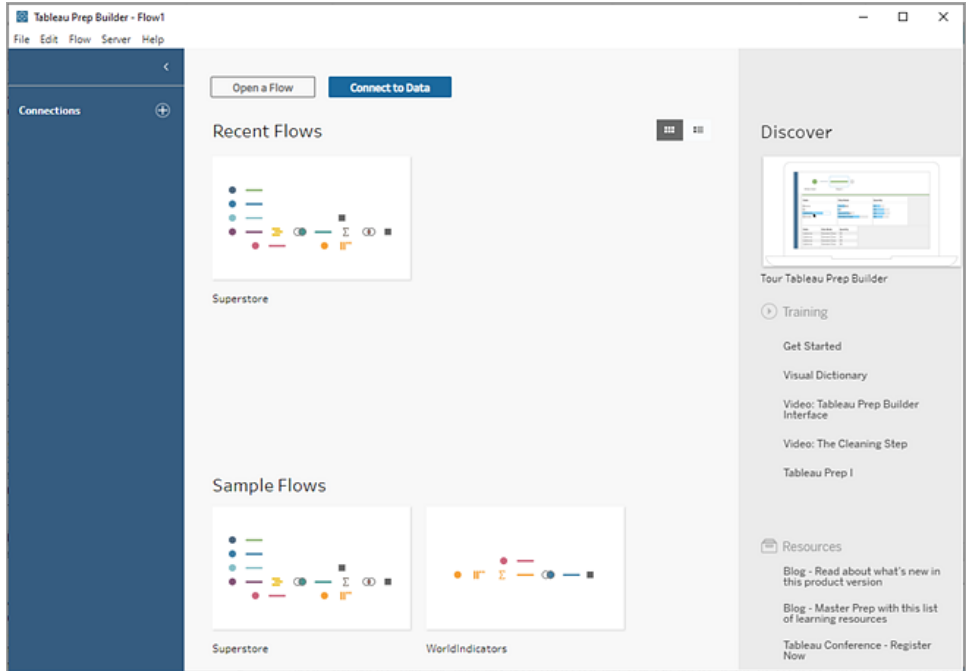 Tableau Prep Builder - Flow1
File Edit Flow Server Help
Connections
Open a Flow
Connect to Data
Recent Flows
Superstore
Sample Flows
Superstore
WorldIndicators
Discover
Tour Tableau Prep Builder
Training
Get Started
Visual Dictionary
Video: Tableau Prep Builder
Interface
Video: The Cleaning Step
Tableau Prep I
Resources
Blog - Read about what's new in
this product version
Blog - Master Prep with this list
of learning resources
Tableau Conference - Register
Now